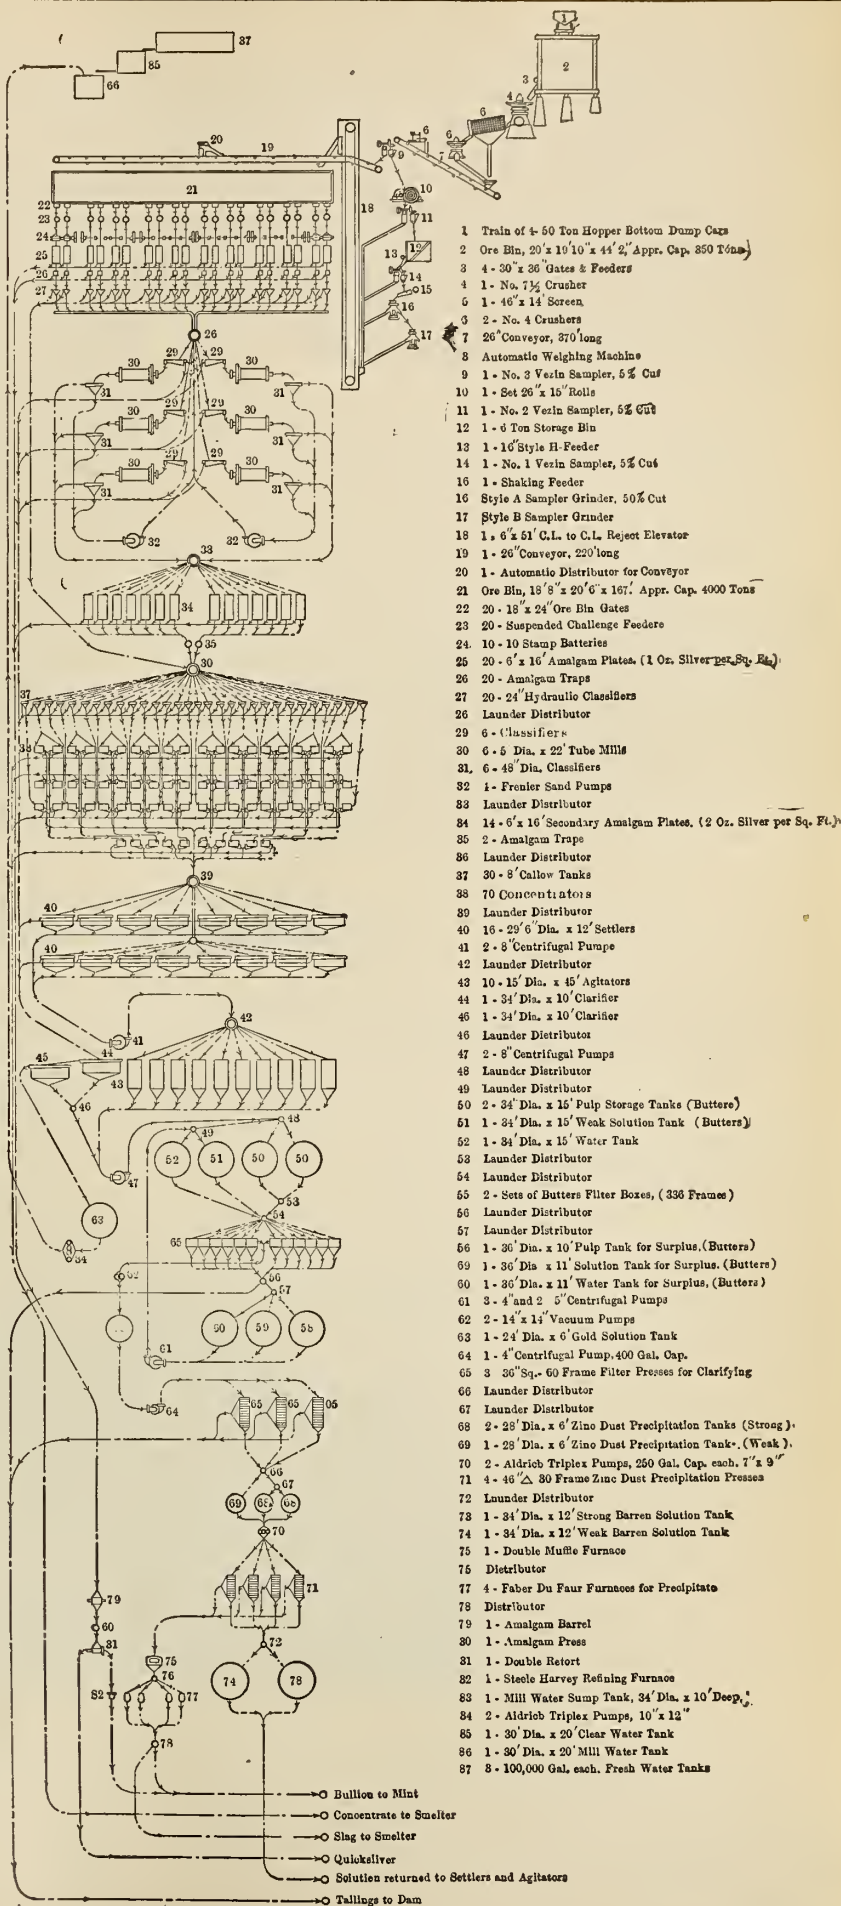 1 Train of 4- 50 Ton Hopper Bottom Dump Cars
2 Ore Bin, 20'x 19'10"x 44'2," Appr. Cap. 850 Tons
3 4 - 30"x 36"Gates & Feeders
4 1 - No. 7½ Crusher
5 1 - 46"x 14' Screen
6 2 - No. 4 Crushers
7 26"Conveyor, 370'long
8 Automatic Weighing Machine
9 1 - No. 3 Vezin Sampler, 5% Cut
10 1 - Set 26"x 15"Rolls
11 1 - No. 2 Vezin Sampler, 5% Cut
12 1 - 6 Ton Storage Bin
13 1 - 16"Style H-Feeder
14 1 - No. 1 Vezin Sampler, 5% Cut
16 1 - Shaking Feeder
16 Style A Sampler Grinder, 50% Cut
17 Style B Sampler Grinder
18 1, 6"x 51' C.L. to C.L. Reject Elevator
19 1 - 26"Conveyor, 220'long
20 1 - Automatic Distributor for Conveyor
21 Ore Bin, 18'8"x 20'6"x 167' Appr. Cap. 4000 Tons
22 20 - 18"x 24"Ore Bin Gates
23 20 - Suspended Challenge Feeders
24 10 - 10 Stamp Batteries
25 20 - 6'x 16'Amalgam Plates. (1 Oz. Silver per Sq. Ft.)
26 20 - Amalgam Traps
27 20 - 24"Hydraulic Classifiers
26 Launder Distributor
29 6 - Classifiers
30 6 - 5 Dia. x 22'Tube Mills
31, 6 - 48"Dia. Classifiers
32 4 - Frenier Sand Pumps
33 Launder Distributor
34 14 - 6'x 16'Secondary Amalgam Plates. (2 Oz. Silver per Sq. Ft.)
35 2 - Amalgam Traps
36 Launder Distributor
37 30 - 8'Callow Tanks
38 70 Concentrators
39 Launder Distributor
40 16 - 29'6"Dia. x 12'Settlers
41 2 - 8"Centrifugal Pumps
42 Launder Distributor
43 10 - 15'Dia. x 45'Agitators
44 1 - 34'Dia. x 10'Clarifier
46 1 - 34'Dia. x 10'Clarifier
46 Launder Distributor
47 2 - 8"Centrifugal Pumps
48 Launder Distributor
49 Launder Distributor
50 2 - 34'Dia. x 15'Pulp Storage Tanks (Butters)
51 1 - 34'Dia. x 15'Weak Solution Tank (Butters)
52 1 - 34'Dia. x 15'Water Tank
53 Launder Distributor
54 Launder Distributor
55 2 - Sets of Butters Filter Boxes, (336 Frames)
56 Launder Distributor
57 Launder Distributor
56 1 - 36'Dia. x 10'Pulp Tank for Surplus,(Butters)
69 1 - 36'Dia x 11'Solution Tank for Surplus. (Butters)
60 1 - 36'Dia. x 11'Water Tank for Surplus, (Butters)
61 3 - 4"and 2 5"Centrifugal Pumps
62 2 - 14"x 14"Vacuum Pumps
63 1 - 24'Dia. x 6'Gold Solution Tank
64 1 - 4"Centrifugal Pump,400 Gal. Cap.
65 3 36"Sq.- 60 Frame Filter Presses for Clarifying
66 Launder Distributor
67 Launder Distributor
68 2 - 28'Dia. x 6'Zinc Dust Precipitation Tanks (Strong)
69 1 - 28'Dia. x 6'Zinc Dust Precipitation Tank.(Weak)
70 2 - Aldrich Triplex Pumps, 250 Gal. Cap. each. 7"x 9"
71 4 - 46"△ 30 Frame Zinc Dust Precipitation Presses
72 Launder Distributor
73 1 - 34'Dia. x 12'Strong Barren Solution Tank
74 1 - 34'Dia. x 12'Weak Barren Solution Tank
75 1 - Double Muffle Furnace
75 Distributor
77 4 - Faber Du Faur Furnaces for Precipitate
78 Distributor
79 1 - Amalgam Barrel
30 1 - Amalgam Press
31 1 - Double Retort
82 1 - Steele Harvey Refining Furnace
83 1 - Mill Water Sump Tank, 34'Dia. x 10'Deep,
84 2 - Aldrich Triplex Pumps, 10"x 12"
85 1 - 30'Dia. x 20'Clear Water Tank
86 1 - 30'Dia. x 20'Mill Water Tank
87 3 - 100,000 Gal. each. Fresh Water Tanks
Bullion to Mint
Concentrate to Smelter
Slag to Smelter
Quicksilver
Solution returned to Settlers and Agitators
Tailings to Dam